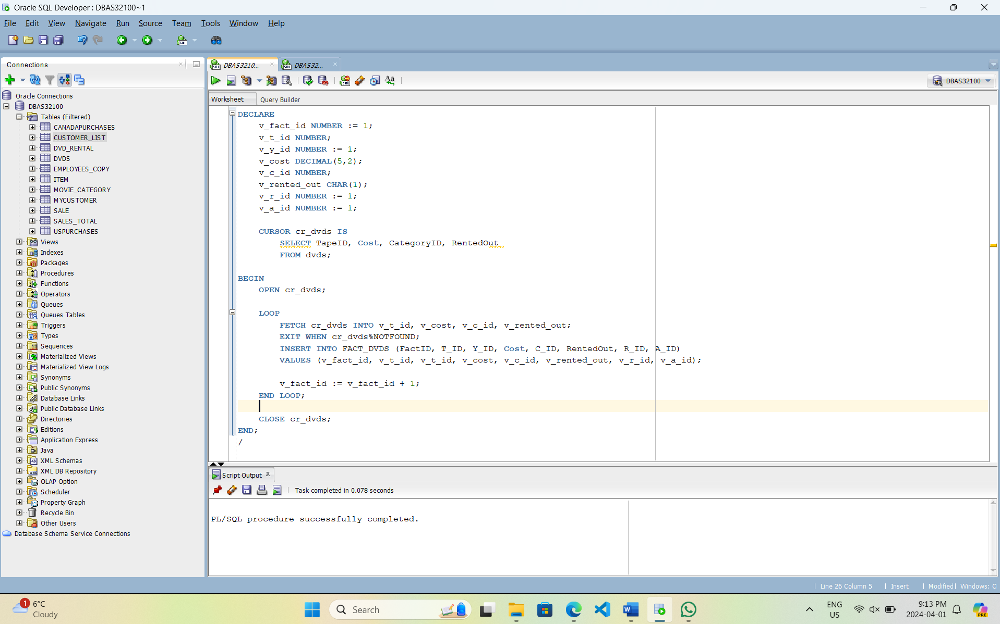 Oracle SQL Developer : DBAS32100~1
File Edit View Navigate Run Source Team Tools Window Help
Connections
Oracle Connections
DBAS32100
Tables (Filtered)
CANADAPURCHASES
CUSTOMER_LIST
DVD_RENTAL
DVDS
EMPLOYEES_COPY
ITEM
MOVIE_CATEGORY
MYCUSTOMER
SALE
SALES_TOTAL
USPURCHASES
Views
Indexes
Packages
Procedures
Functions
Operators
Queues
Queues Tables
Triggers
Types
Sequences
Materialized Views
Materialized View Logs
Synonyms
Public Synonyms
Database Links
Public Database Links
Directories
Editions
Application Express
Java
XML Schemas
XML DB Repository
OLAP Option
Scheduler
Property Graph
Recycle Bin
Other Users
Database Schema Service Connections
DBAS3210... DBAS32...
DBAS32100
Worksheet Query Builder
DECLARE
v_fact_id NUMBER := 1;
v_t_id NUMBER;
v_y_id NUMBER := 1;
v_cost DECIMAL(5,2);
v_c_id NUMBER;
v_rented_out CHAR(1);
v_r_id NUMBER := 1;
v_a_id NUMBER := 1;
CURSOR cr_dvds IS
SELECT TapeID, Cost, CategoryID, RentedOut
FROM dvds;
BEGIN
OPEN cr_dvds;
LOOP
FETCH cr_dvds INTO v_t_id, v_cost, v_c_id, v_rented_out;
EXIT WHEN cr_dvds%NOTFOUND;
INSERT INTO FACT_DVDS (FactID, T_ID, Y_ID, Cost, C_ID, RentedOut, R_ID, A_ID)
VALUES (v_fact_id, v_t_id, v_t_id, v_cost, v_c_id, v_rented_out, v_r_id, v_a_id);
v_fact_id := v_fact_id + 1;
END LOOP;
CLOSE cr_dvds;
END;
/
Script Output
Task completed in 0.078 seconds
PL/SQL procedure successfully completed.
Line 26 Column 5 | Insert | Modified | Windows: C
1
6°C
Cloudy
Search
ENG
US
9:13 PM
2024-04-01
PRE